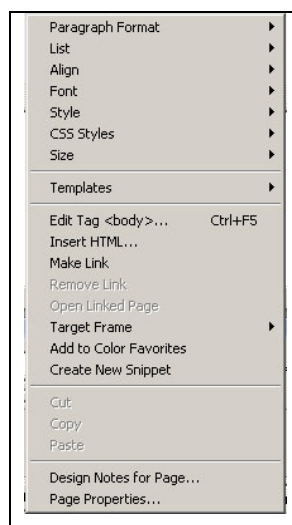 Paragraph Format
List
Align
Font
Style
CSS Styles
Size
Templates
Edit Tag <body>... Ctrl+F5
Insert HTML...
Make Link
Remove Link
Open Linked Page
Target Frame
Add to Color Favorites
Create New Snippet
Cut
Copy
Paste
Design Notes for Page...
Page Properties...